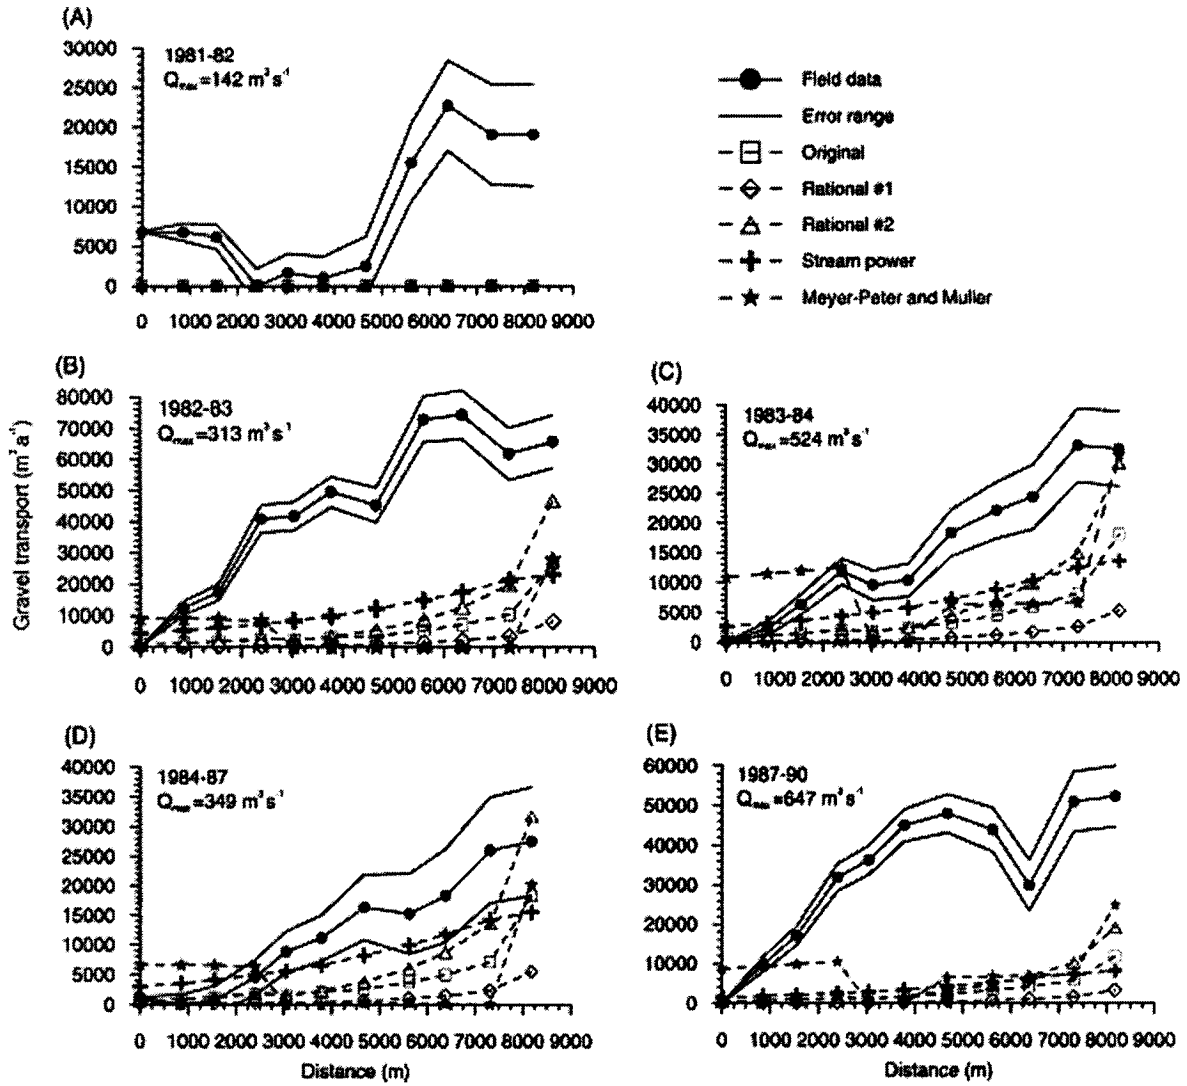 (A)
1981-82
Qmax=142 m³s⁻¹
30000
25000
20000
15000
10000
5000
0
0 1000 2000 3000 4000 5000 6000 7000 8000 9000
Field data
Error range
Original
Rational #1
Rational #2
Stream power
Meyer-Peter and Muller
(B)
1982-83
Qmax=313 m³s⁻¹
80000
70000
60000
50000
40000
30000
20000
10000
0
0 1000 2000 3000 4000 5000 6000 7000 8000 9000
(C)
1983-84
Qmax=524 m³s⁻¹
40000
35000
30000
25000
20000
15000
10000
5000
0
0 1000 2000 3000 4000 5000 6000 7000 8000 9000
Gravel transport (m³a⁻¹)
(D)
1984-87
Qmax=349 m³s⁻¹
40000
35000
30000
25000
20000
15000
10000
5000
0
0 1000 2000 3000 4000 5000 6000 7000 8000 9000
Distance (m)
(E)
1987-90
Qmax=647 m³s⁻¹
60000
50000
40000
30000
20000
10000
0
0 1000 2000 3000 4000 5000 6000 7000 8000 9000
Distance (m)